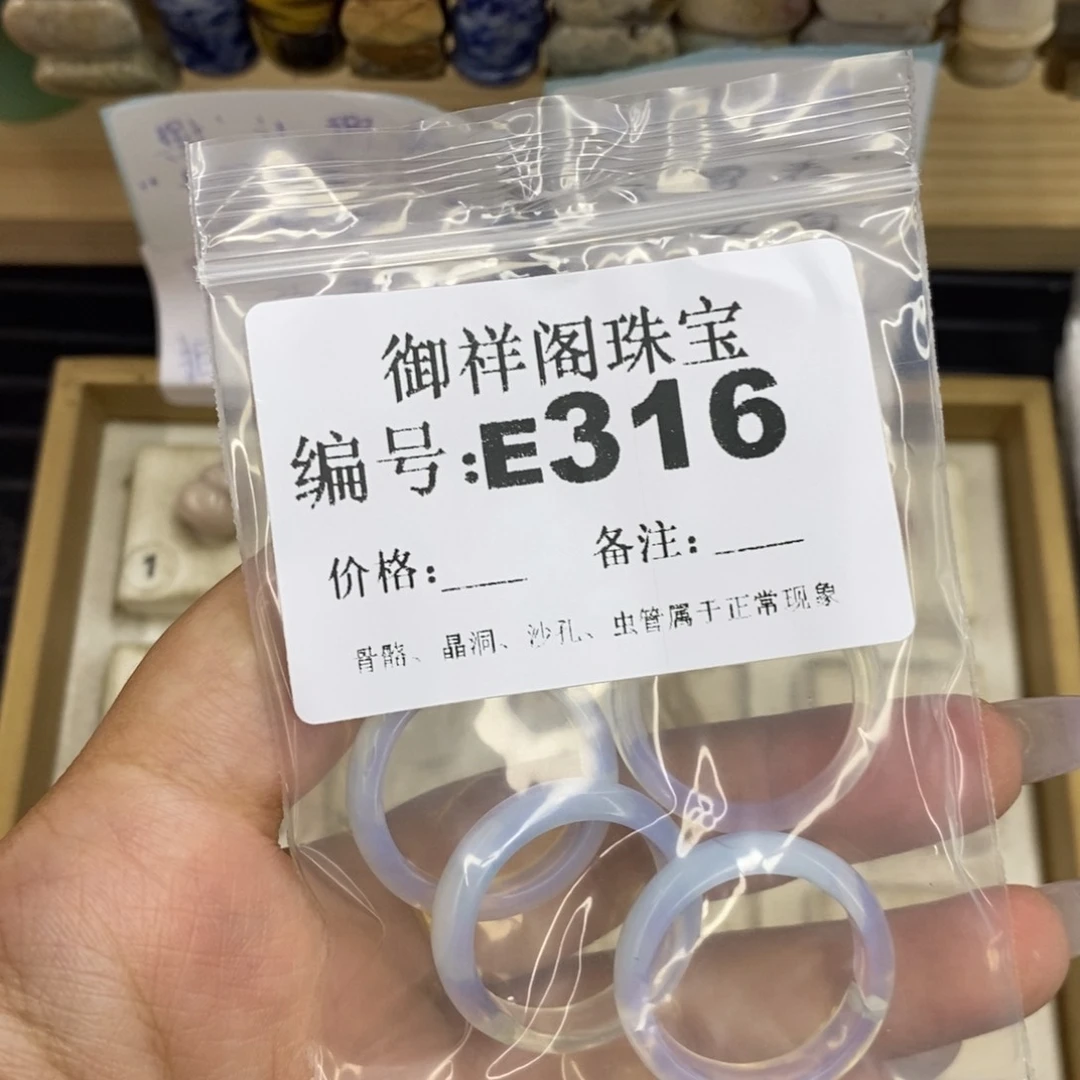 御祥阁珠宝
编号:E316
价格:____ 备注:____
骨骼、晶洞、沙孔、虫管属于正常现象
1